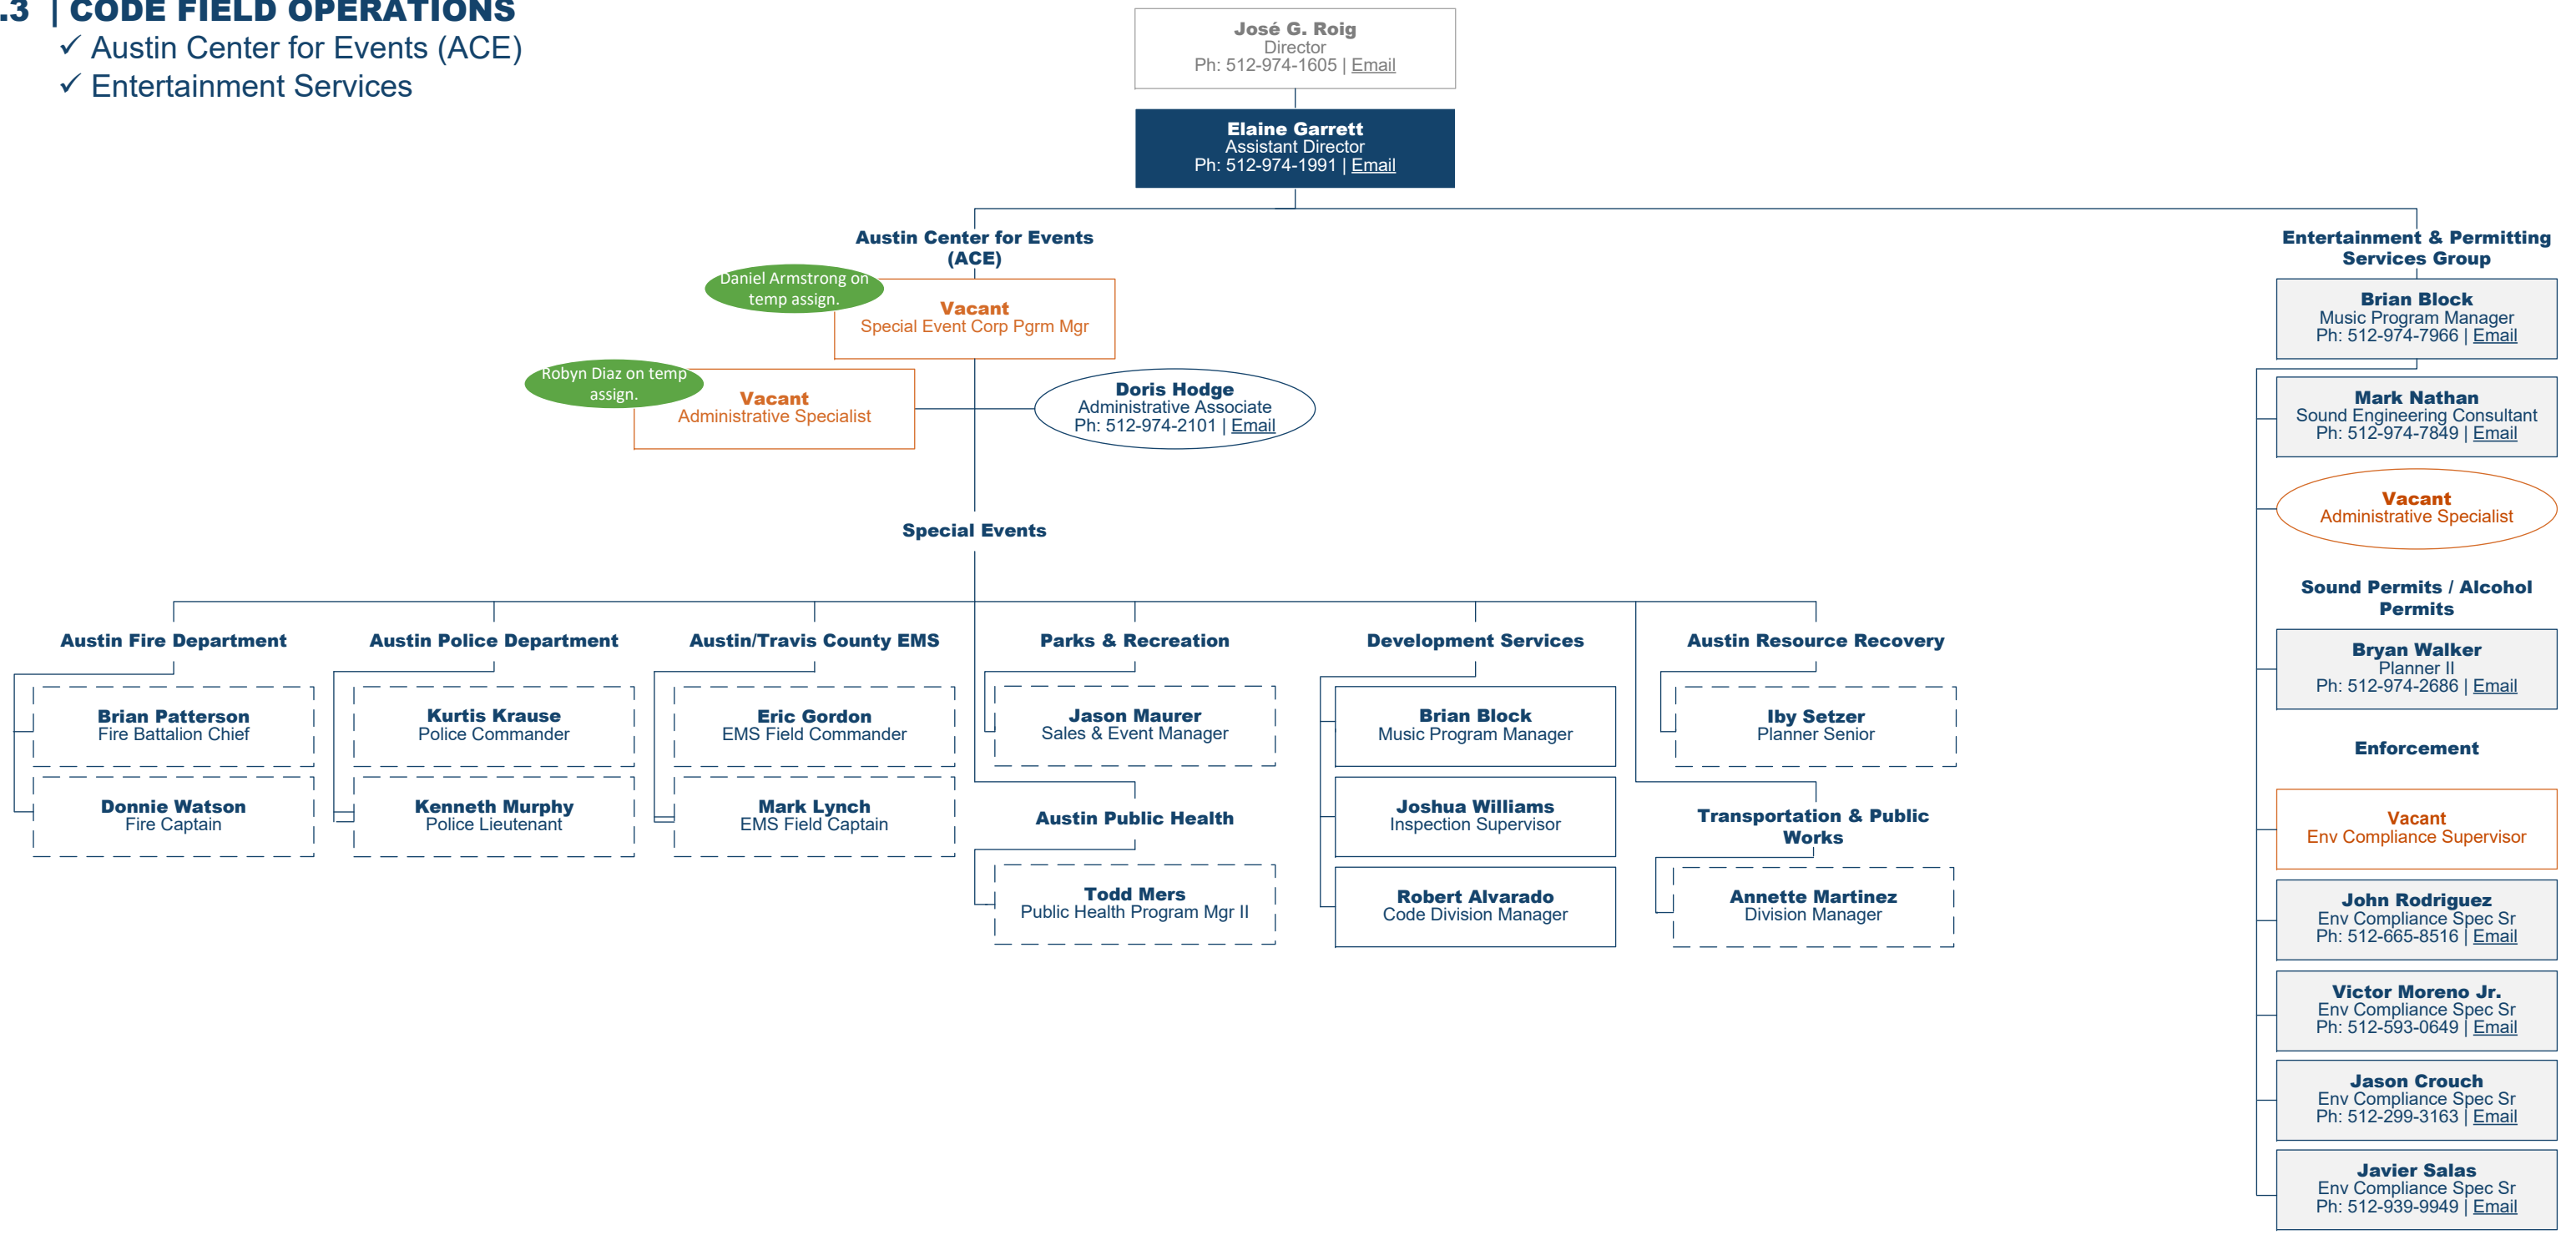 .3 | CODE FIELD OPERATIONS
✓ Austin Center for Events (ACE)
✓ Entertainment Services
José G. Roig
Director
Ph: 512-974-1605 | Email
Elaine Garrett
Assistant Director
Ph: 512-974-1991 | Email
Austin Center for Events
(ACE)
Daniel Armstrong on
temp assign.
Vacant
Special Event Corp Pgrm Mgr
Robyn Diaz on temp
assign.
Vacant
Administrative Specialist
Doris Hodge
Administrative Associate
Ph: 512-974-2101 | Email
Special Events
Austin Fire Department
Brian Patterson
Fire Battalion Chief
Donnie Watson
Fire Captain
Austin Police Department
Kurtis Krause
Police Commander
Kenneth Murphy
Police Lieutenant
Austin/Travis County EMS
Eric Gordon
EMS Field Commander
Mark Lynch
EMS Field Captain
Parks & Recreation
Jason Maurer
Sales & Event Manager
Austin Public Health
Todd Mers
Public Health Program Mgr II
Development Services
Brian Block
Music Program Manager
Joshua Williams
Inspection Supervisor
Robert Alvarado
Code Division Manager
Austin Resource Recovery
Iby Setzer
Planner Senior
Transportation & Public
Works
Annette Martinez
Division Manager
Entertainment & Permitting
Services Group
Brian Block
Music Program Manager
Ph: 512-974-7966 | Email
Mark Nathan
Sound Engineering Consultant
Ph: 512-974-7849 | Email
Vacant
Administrative Specialist
Sound Permits / Alcohol
Permits
Bryan Walker
Planner II
Ph: 512-974-2686 | Email
Enforcement
Vacant
Env Compliance Supervisor
John Rodriguez
Env Compliance Spec Sr
Ph: 512-665-8516 | Email
Victor Moreno Jr.
Env Compliance Spec Sr
Ph: 512-593-0649 | Email
Jason Crouch
Env Compliance Spec Sr
Ph: 512-299-3163 | Email
Javier Salas
Env Compliance Spec Sr
Ph: 512-939-9949 | Email